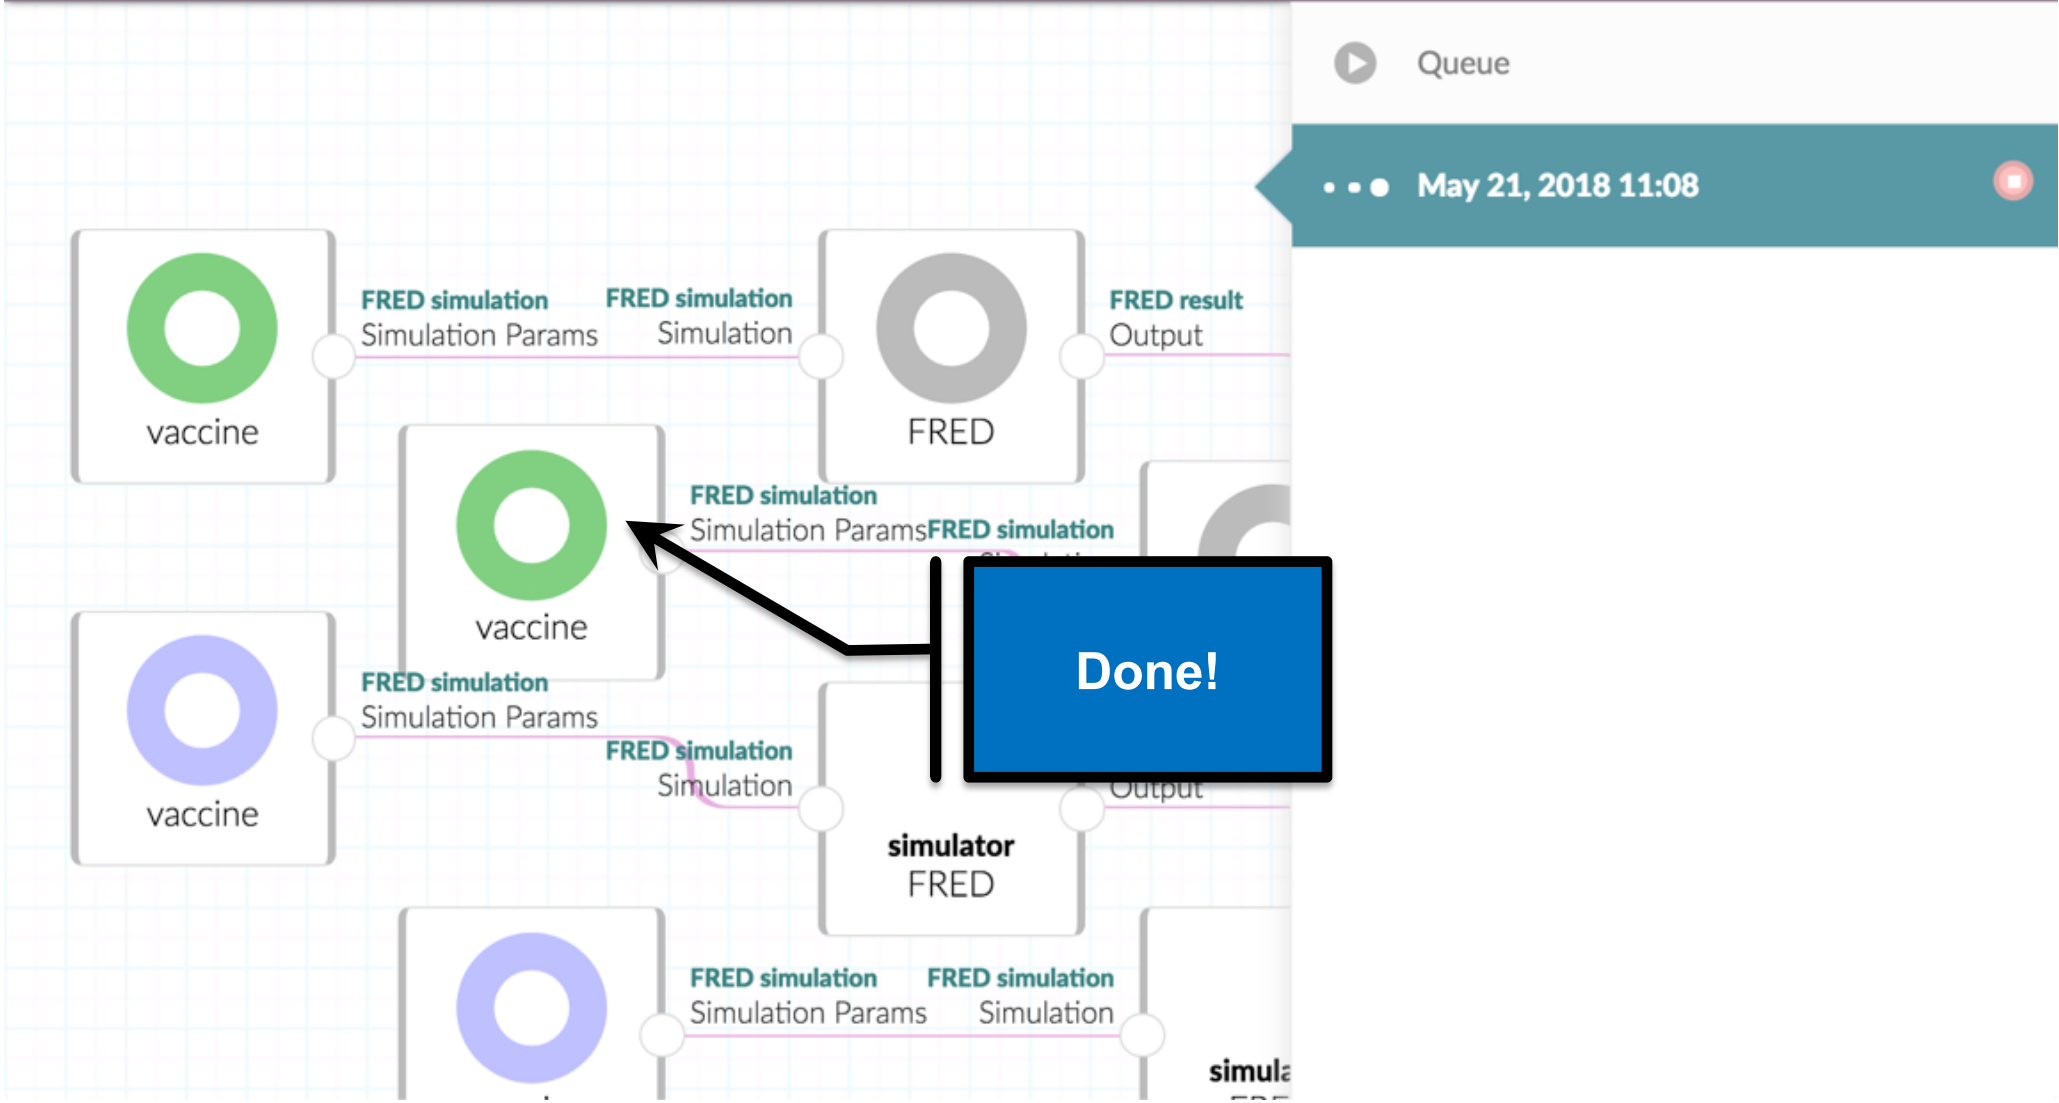 Queue
May 21, 2018 11:08
FRED simulation
Simulation Params
FRED simulation
Simulation
FRED result
Output
vaccine
FRED
FRED simulation
Simulation Params
FRED simulation
vaccine
Done!
FRED simulation
Simulation Params
FRED simulation
Simulation
Output
vaccine
simulator
FRED
FRED simulation
Simulation Params
FRED simulation
Simulation